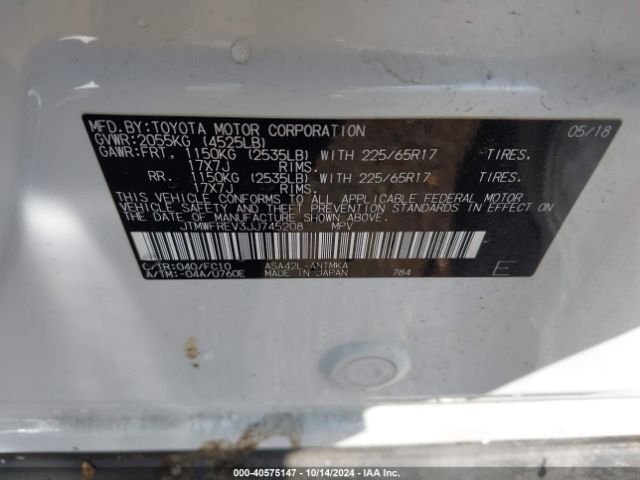 MFD.BY:TOYOTA MOTOR CORPORATION 05/18
GVWR:2055KG (4525LB)
GAWR:FRT. 1150KG (2535LB) WITH 225/65R17 TIRES.
17X7J RIMS.
RR. 1150KG (2535LB) WITH 225/65R17 TIRES.
17X7J RIMS.
THIS VEHICLE CONFORMS TO ALL APPLICABLE FEDERAL MOTOR
VEHICLE SAFETY AND THEFT PREVENTION STANDARDS IN EFFECT
ON THE DATE OF MANUFACTURE SHOWN ABOVE.
JTMWFREV3JJ745208 MPV
C/TR:040/FC10 ASA42L-ANTMKA
A/TM:-04A/U760E MADE IN JAPAN 784 E
000-40575147 - 10/14/2024 - IAA Inc.